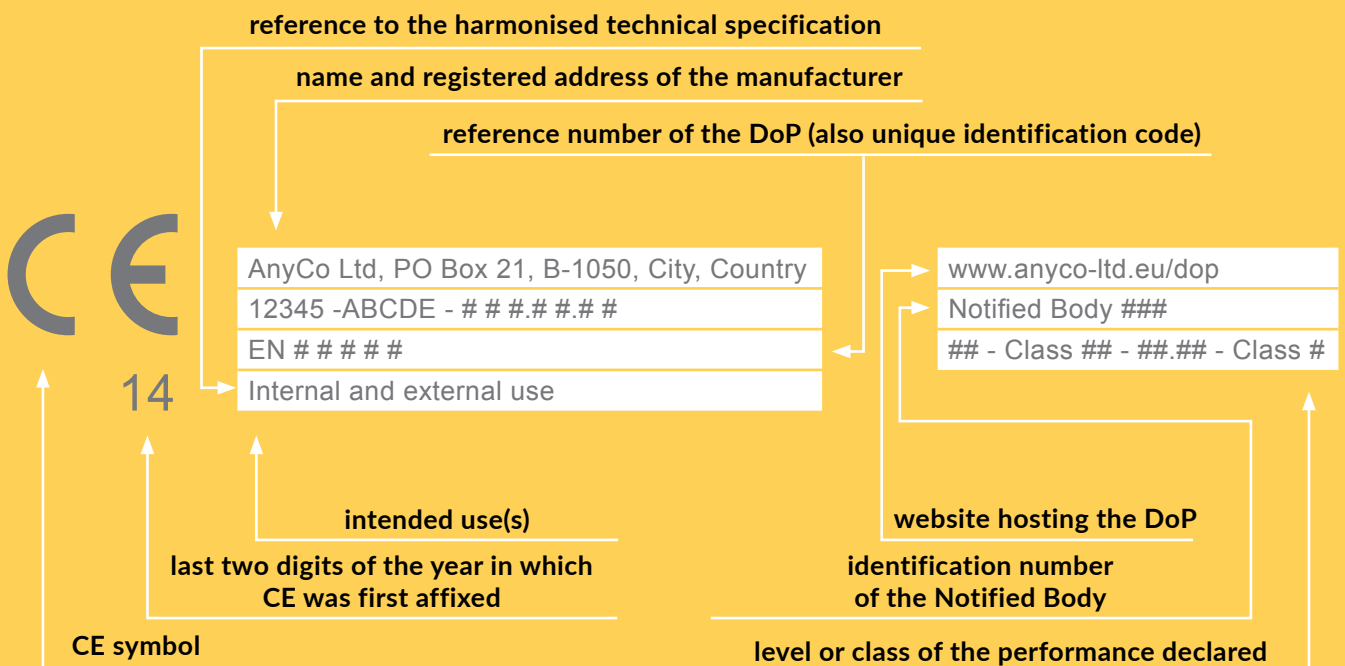 reference to the harmonised technical specification
name and registered address of the manufacturer
reference number of the DoP (also unique identification code)
CE
14
AnyCo Ltd, PO Box 21, B-1050, City, Country
12345 -ABCDE - # # #.# #.# #
EN # # # # #
Internal and external use
www.anyco-ltd.eu/dop
Notified Body ###
## - Class ## - ##.## - Class #
intended use(s)
last two digits of the year in which
CE was first affixed
CE symbol
website hosting the DoP
identification number
of the Notified Body
level or class of the performance declared